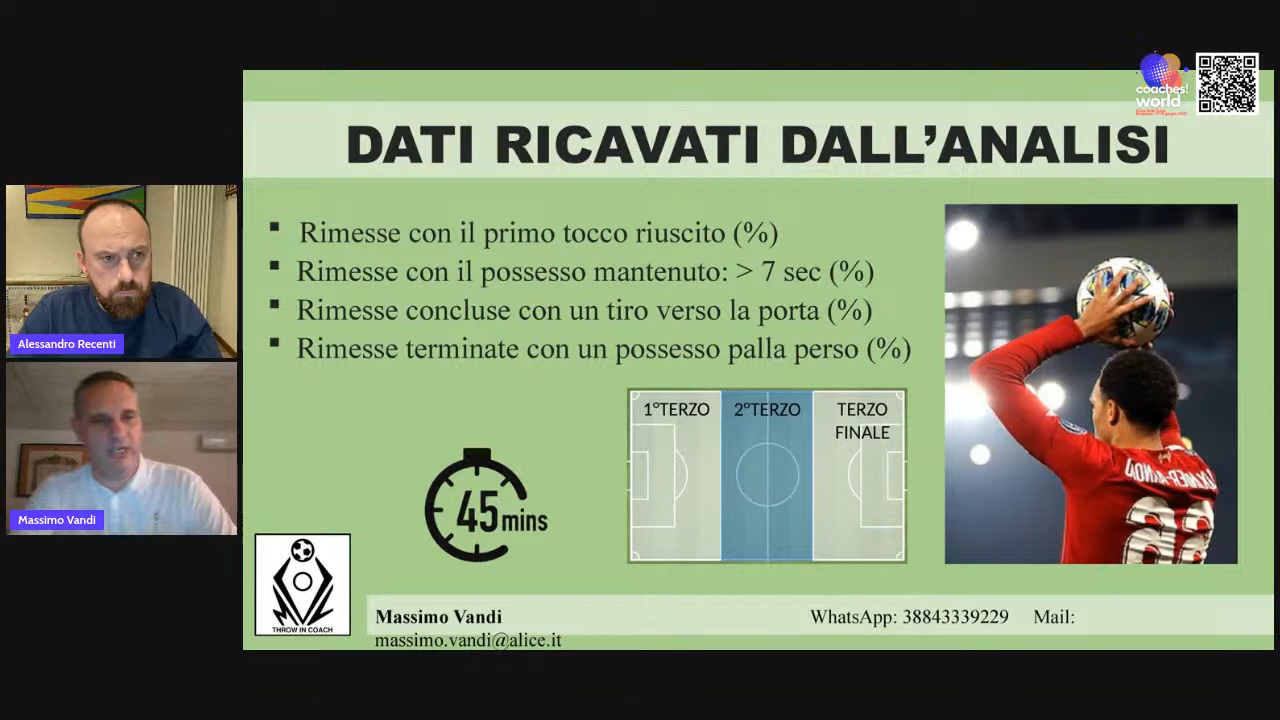 coaches!
world
DATI RICAVATI DALL’ANALISI
▪ Rimesse con il primo tocco riuscito (%)
▪ Rimesse con il possesso mantenuto: > 7 sec (%)
▪ Rimesse concluse con un tiro verso la porta (%)
▪ Rimesse terminate con un possesso palla perso (%)
1°TERZO
2°TERZO
TERZO
FINALE
45 mins
Alessandro Recenti
Massimo Vandi
THROW IN COACH
Massimo Vandi
WhatsApp: 38843339229 Mail:
massimo.vandi@alice.it